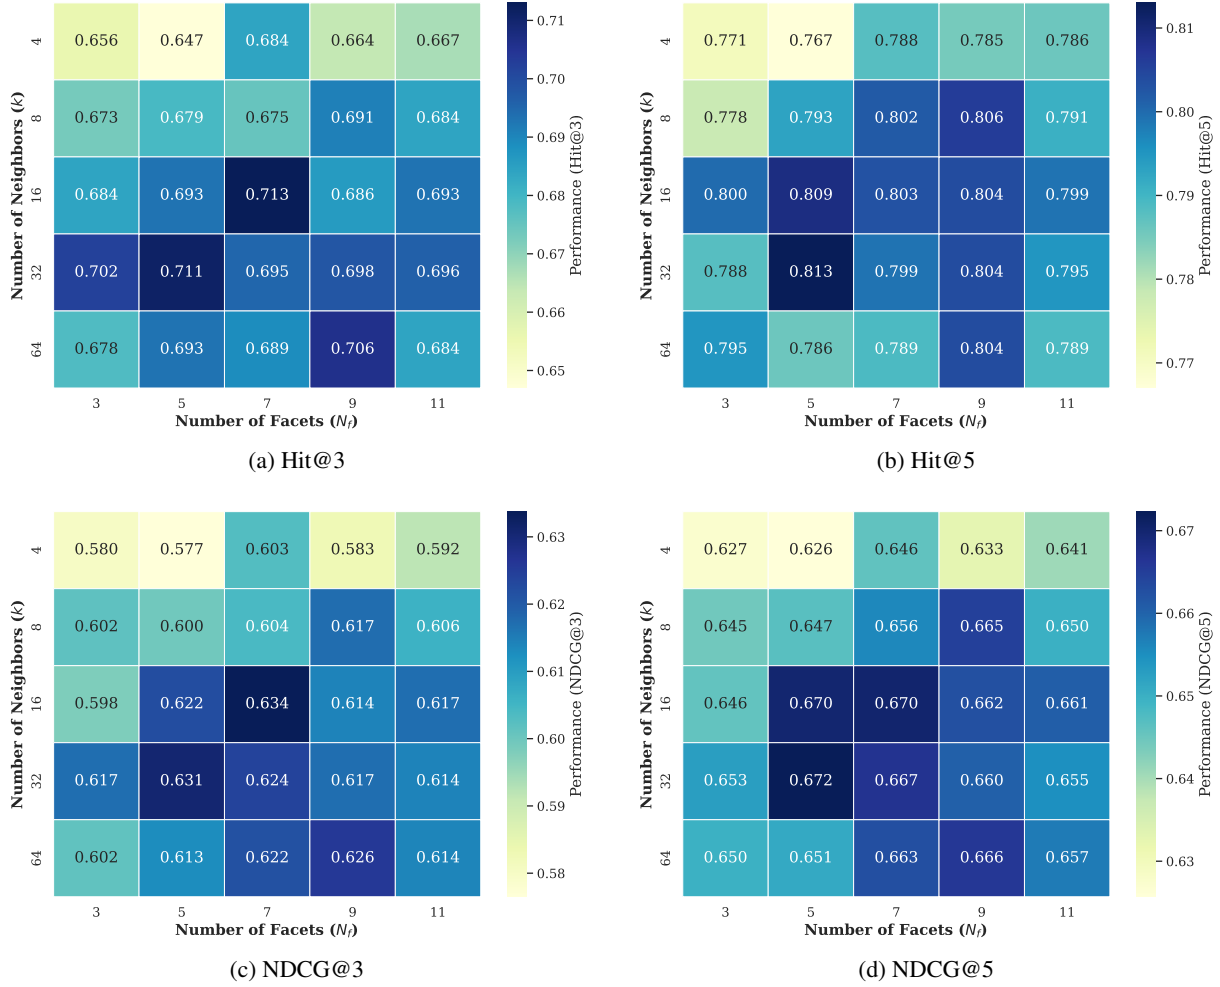 4 0.656 0.647 0.684 0.664 0.667
8 0.673 0.679 0.675 0.691 0.684
16 0.684 0.693 0.713 0.686 0.693
32 0.702 0.711 0.695 0.698 0.696
64 0.678 0.693 0.689 0.706 0.684
3 5 7 9 11
Number of Neighbors (k)
Number of Facets (N_f)
0.71
0.70
0.69
0.68
0.67
0.66
0.65
Performance (Hit@3)
(a) Hit@3
4 0.771 0.767 0.788 0.785 0.786
8 0.778 0.793 0.802 0.806 0.791
16 0.800 0.809 0.803 0.804 0.799
32 0.788 0.813 0.799 0.804 0.795
64 0.795 0.786 0.789 0.804 0.789
3 5 7 9 11
Number of Neighbors (k)
Number of Facets (N_f)
0.81
0.80
0.79
0.78
0.77
Performance (Hit@5)
(b) Hit@5
4 0.580 0.577 0.603 0.583 0.592
8 0.602 0.600 0.604 0.617 0.606
16 0.598 0.622 0.634 0.614 0.617
32 0.617 0.631 0.624 0.617 0.614
64 0.602 0.613 0.622 0.626 0.614
3 5 7 9 11
Number of Neighbors (k)
Number of Facets (N_f)
0.63
0.62
0.61
0.60
0.59
0.58
Performance (NDCG@3)
(c) NDCG@3
4 0.627 0.626 0.646 0.633 0.641
8 0.645 0.647 0.656 0.665 0.650
16 0.646 0.670 0.670 0.662 0.661
32 0.653 0.672 0.667 0.660 0.655
64 0.650 0.651 0.663 0.666 0.657
3 5 7 9 11
Number of Neighbors (k)
Number of Facets (N_f)
0.67
0.66
0.65
0.64
0.63
Performance (NDCG@5)
(d) NDCG@5